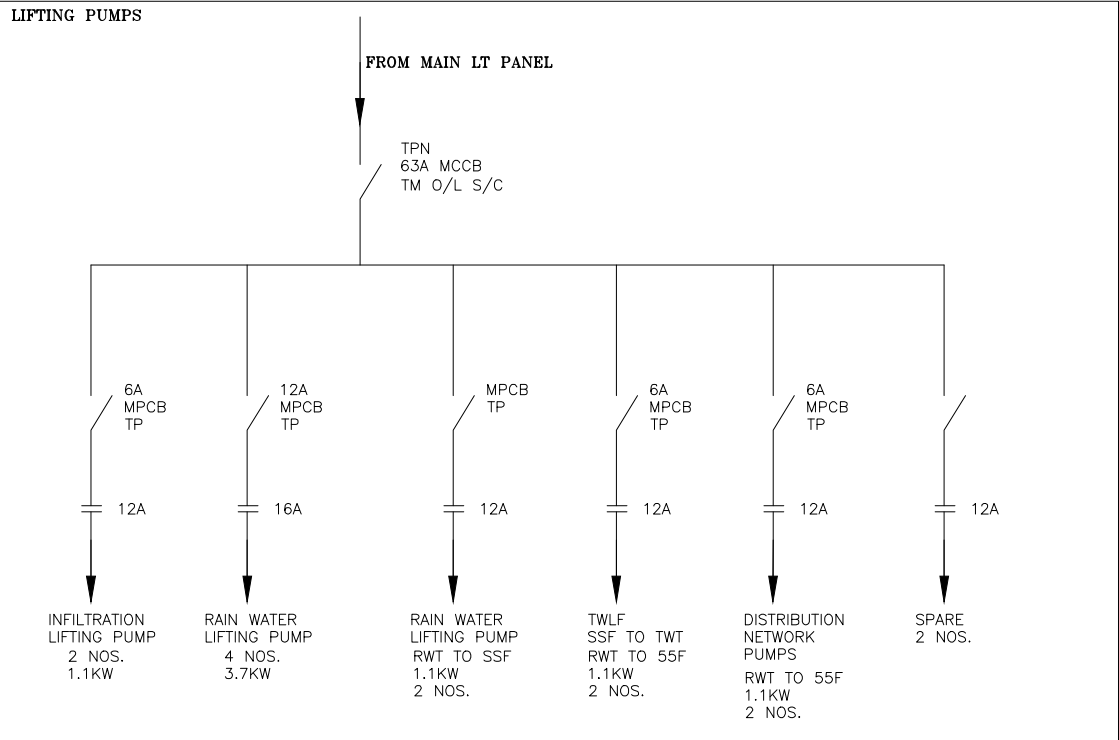 LIFTING PUMPS
FROM MAIN LT PANEL
TPN
63A MCCB
TM O/L S/C
6A
MPCB
TP
12A
MPCB
TP
MPCB
TP
6A
MPCB
TP
6A
MPCB
TP
12A
16A
12A
12A
12A
12A
INFILTRATION
LIFTING PUMP
2 NOS.
1.1KW
RAIN WATER
LIFTING PUMP
4 NOS.
3.7KW
RAIN WATER
LIFTING PUMP
RWT TO SSF
1.1KW
2 NOS.
TWLF
SSF TO TWT
RWT TO 55F
1.1KW
2 NOS.
DISTRIBUTION
NETWORK
PUMPS
RWT TO 55F
1.1KW
2 NOS.
SPARE
2 NOS.